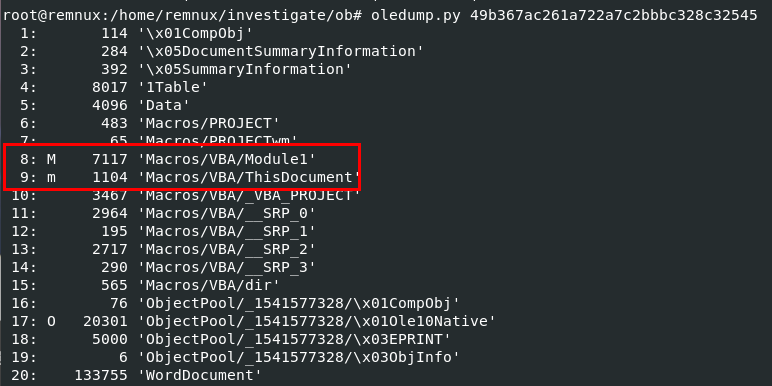 root@remnux:/home/remnux/investigate/ob# oledump.py 49b367ac261a722a7c2bbbc328c32545
  1:       114 '\x01CompObj'
  2:       284 '\x05DocumentSummaryInformation'
  3:       392 '\x05SummaryInformation'
  4:      8017 '1Table'
  5:      4096 'Data'
  6:       483 'Macros/PROJECT'
  7:        65 'Macros/PROJECTwm'
  8: M    7117 'Macros/VBA/Module1'
  9: m    1104 'Macros/VBA/ThisDocument'
 10:      3467 'Macros/VBA/_VBA_PROJECT'
 11:      2964 'Macros/VBA/__SRP_0'
 12:       195 'Macros/VBA/__SRP_1'
 13:      2717 'Macros/VBA/__SRP_2'
 14:       290 'Macros/VBA/__SRP_3'
 15:       565 'Macros/VBA/dir'
 16:        76 'ObjectPool/_1541577328/\x01CompObj'
 17: O   20301 'ObjectPool/_1541577328/\x01Ole10Native'
 18:      5000 'ObjectPool/_1541577328/\x03EPRINT'
 19:         6 'ObjectPool/_1541577328/\x03ObjInfo'
 20:    133755 'WordDocument'